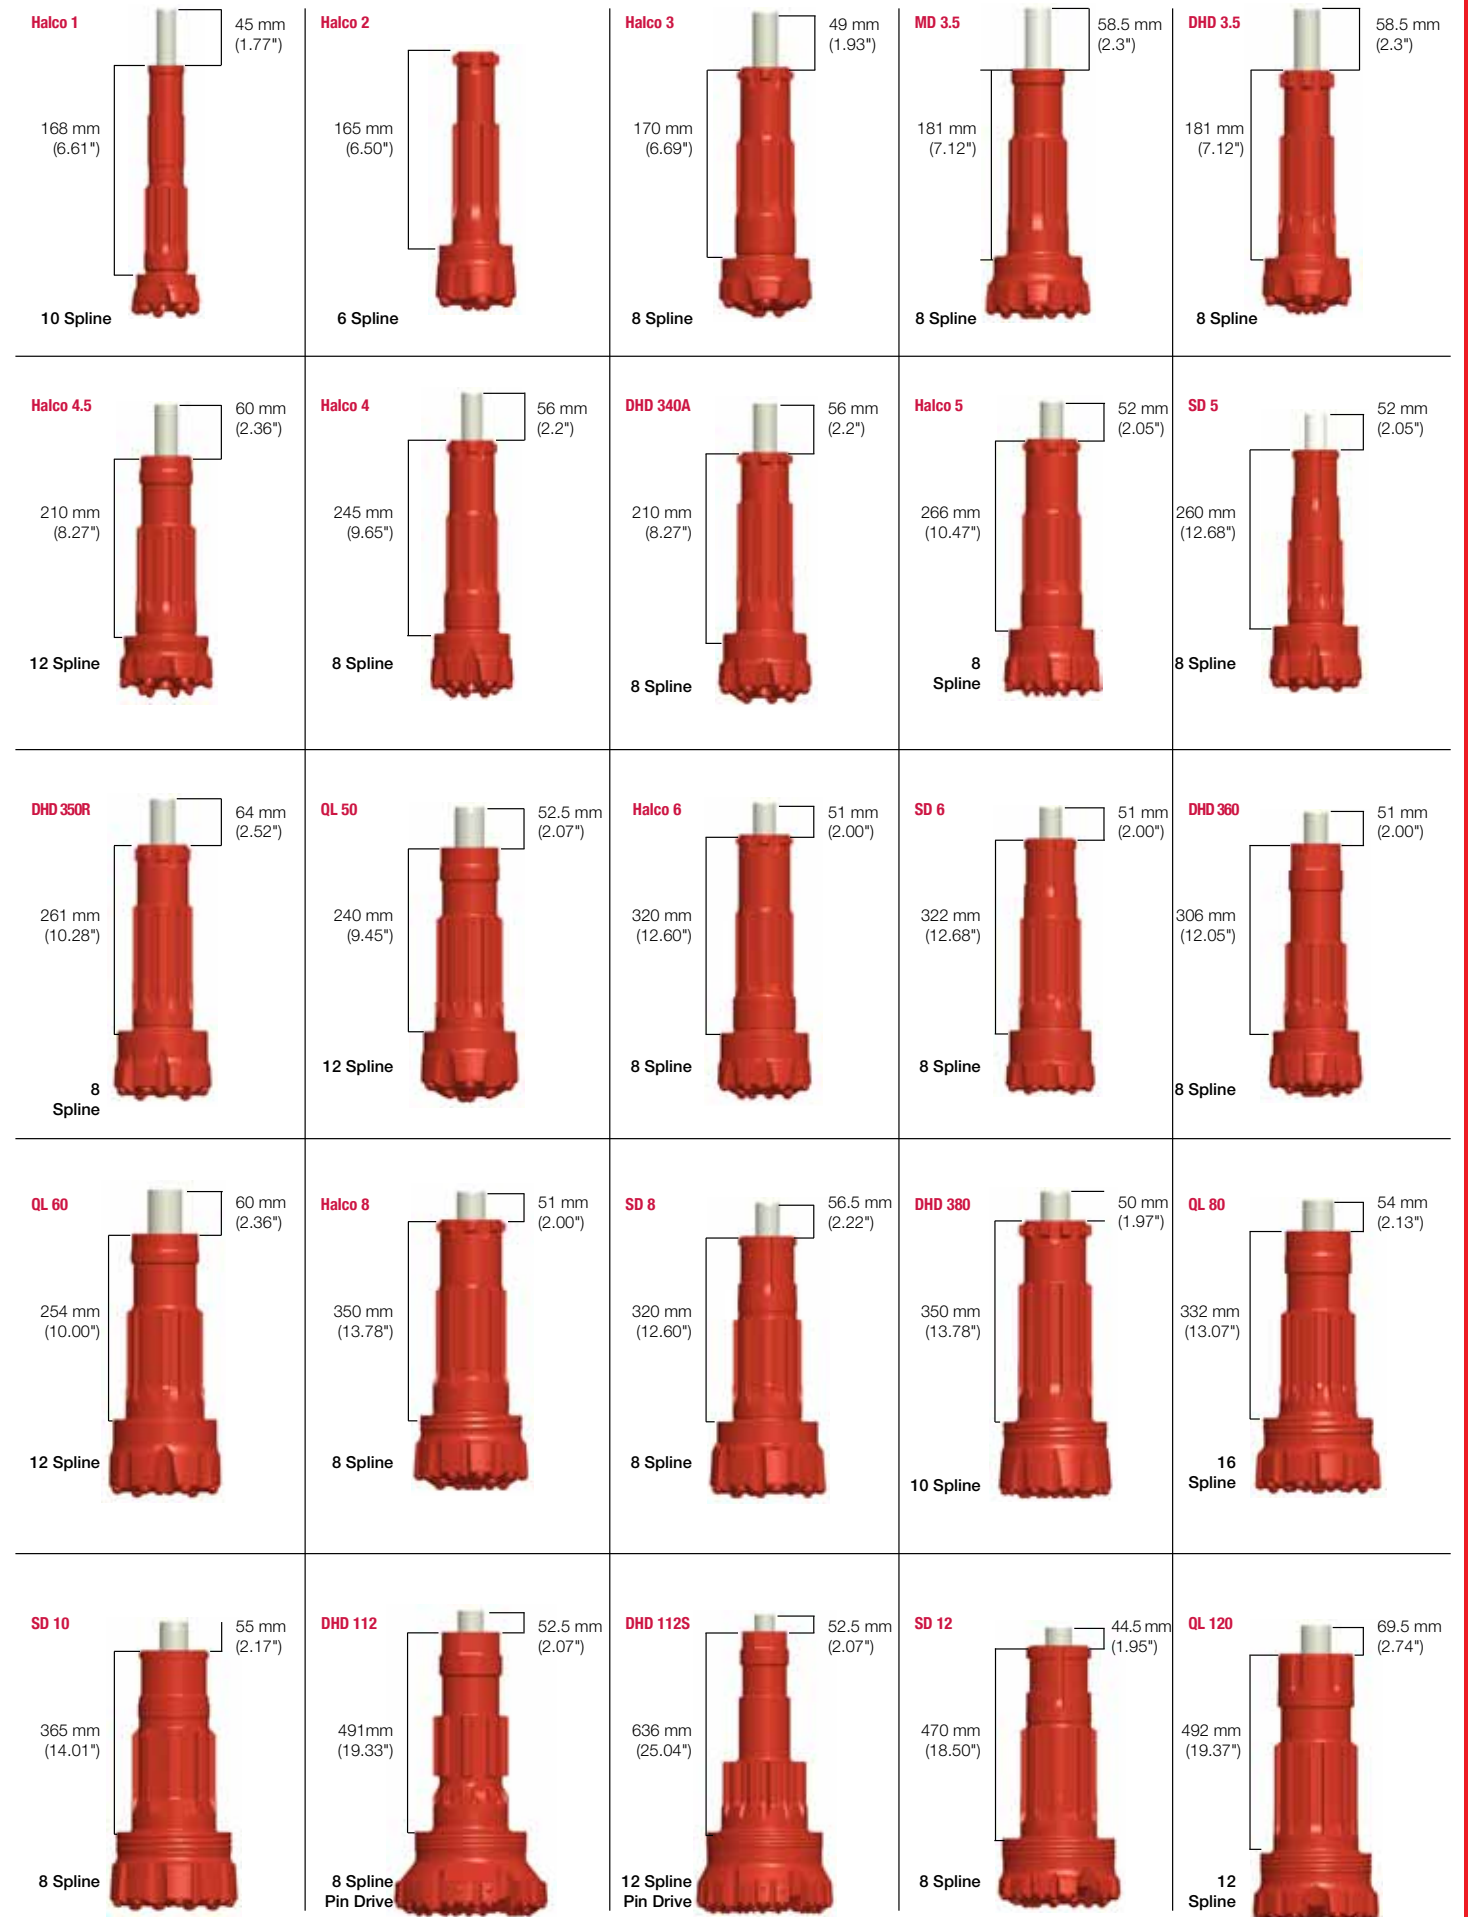 Halco 1
45 mm
(1.77")
168 mm
(6.61")
10 Spline
Halco 2
165 mm
(6.50")
6 Spline
Halco 3
49 mm
(1.93")
170 mm
(6.69")
8 Spline
MD 3.5
58.5 mm
(2.3")
181 mm
(7.12")
8 Spline
DHD 3.5
58.5 mm
(2.3")
181 mm
(7.12")
8 Spline
Halco 4.5
60 mm
(2.36")
210 mm
(8.27")
12 Spline
Halco 4
56 mm
(2.2")
245 mm
(9.65")
8 Spline
DHD 340A
56 mm
(2.2")
210 mm
(8.27")
8 Spline
Halco 5
52 mm
(2.05")
266 mm
(10.47")
8
Spline
SD 5
52 mm
(2.05")
260 mm
(12.68")
8 Spline
DHD 350R
64 mm
(2.52")
261 mm
(10.28")
8
Spline
QL 50
52.5 mm
(2.07")
240 mm
(9.45")
12 Spline
Halco 6
51 mm
(2.00")
320 mm
(12.60")
8 Spline
SD 6
51 mm
(2.00")
322 mm
(12.68")
8 Spline
DHD 360
51 mm
(2.00")
306 mm
(12.05")
8 Spline
QL 60
60 mm
(2.36")
254 mm
(10.00")
12 Spline
Halco 8
51 mm
(2.00")
350 mm
(13.78")
8 Spline
SD 8
56.5 mm
(2.22")
320 mm
(12.60")
8 Spline
DHD 380
50 mm
(1.97")
350 mm
(13.78")
10 Spline
QL 80
54 mm
(2.13")
332 mm
(13.07")
16
Spline
SD 10
55 mm
(2.17")
365 mm
(14.01")
8 Spline
DHD 112
52.5 mm
(2.07")
491mm
(19.33")
8 Spline
Pin Drive
DHD 112S
52.5 mm
(2.07")
636 mm
(25.04")
12 Spline
Pin Drive
SD 12
44.5 mm
(1.95")
470 mm
(18.50")
8 Spline
QL 120
69.5 mm
(2.74")
492 mm
(19.37")
12
Spline